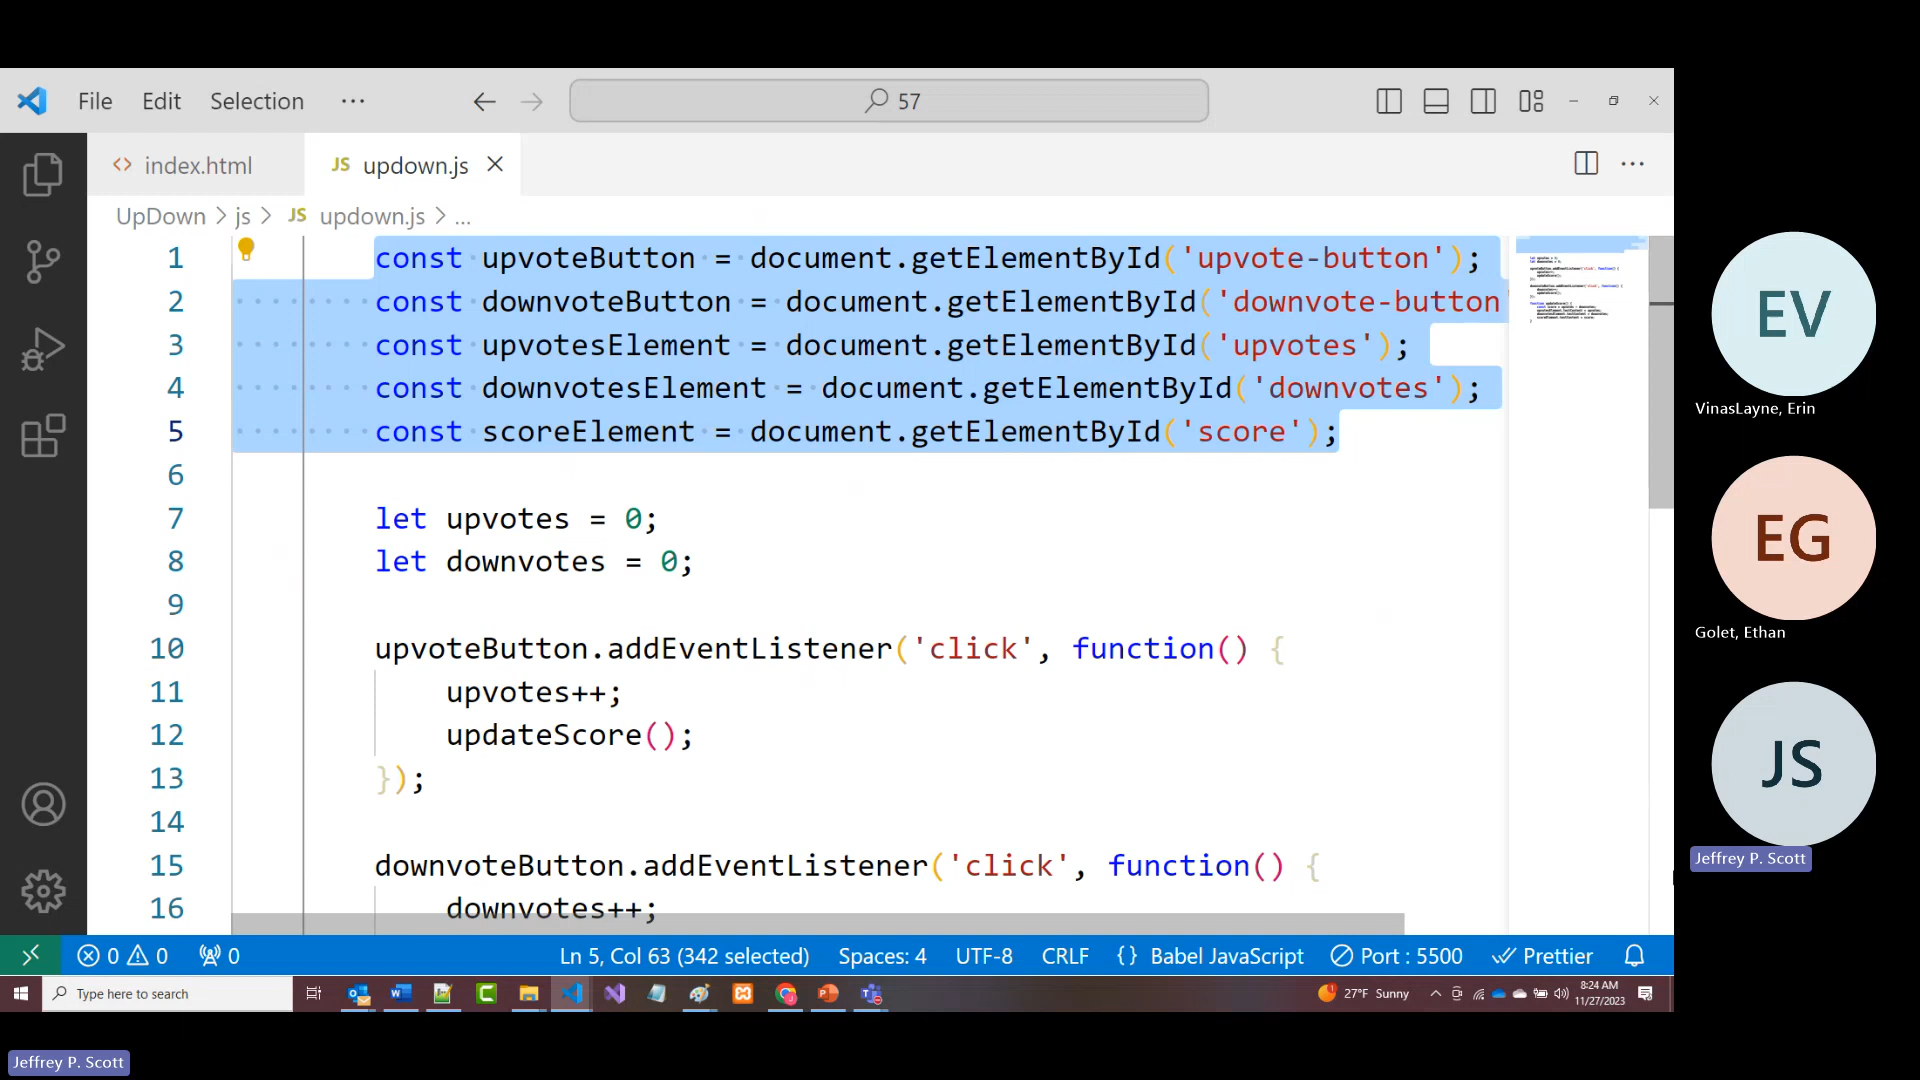 File Edit Selection ··· 57
index.html JS updown.js
UpDown > js > JS updown.js > ...
1 const upvoteButton = document.getElementById('upvote-button');
2 const downvoteButton = document.getElementById('downvote-button
3 const upvotesElement = document.getElementById('upvotes');
4 const downvotesElement = document.getElementById('downvotes');
5 const scoreElement = document.getElementById('score');
6
7 let upvotes = 0;
8 let downvotes = 0;
9
10 upvoteButton.addEventListener('click', function() {
11 upvotes++;
12 updateScore();
13 });
14
15 downvoteButton.addEventListener('click', function() {
16 downvotes++;
0 0 0 Ln 5, Col 63 (342 selected) Spaces: 4 UTF-8 CRLF {} Babel JavaScript Port : 5500 Prettier
Type here to search 27°F Sunny 8:24 AM
11/27/2023
EV
VinasLayne, Erin
EG
Golet, Ethan
JS
Jeffrey P. Scott
Jeffrey P. Scott